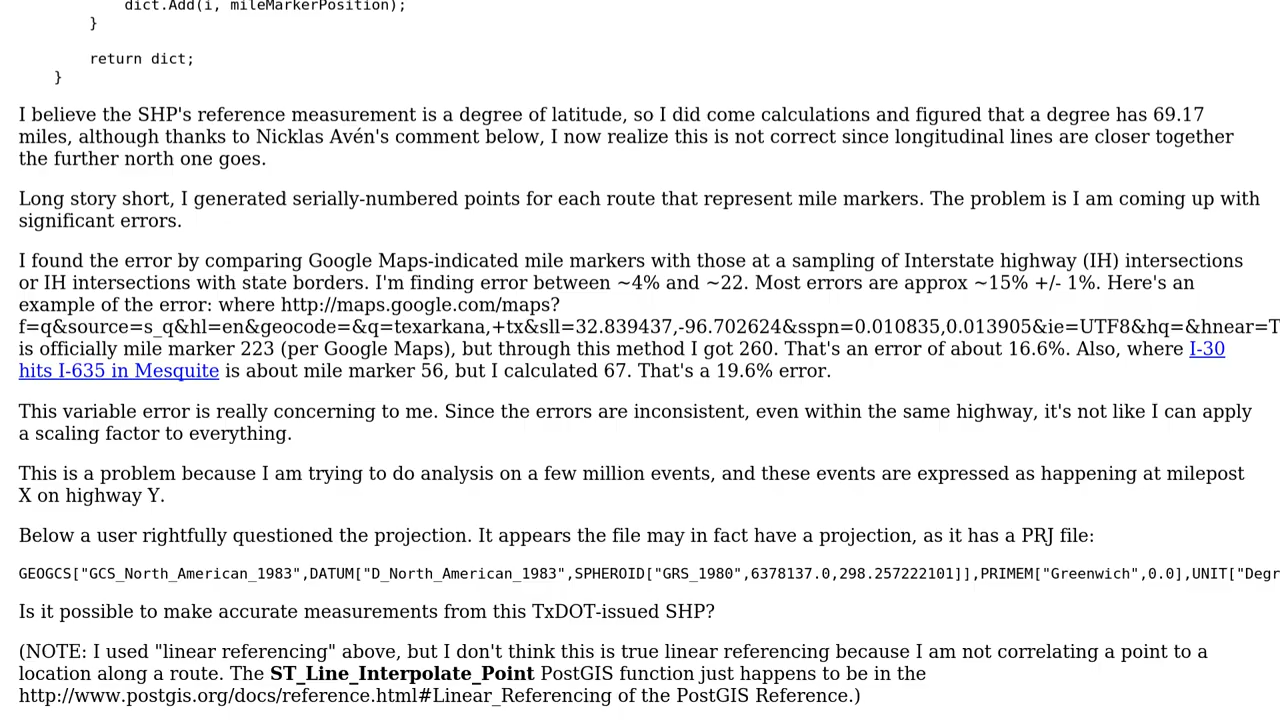 dict.Add(i, mileMarkerPosition);
}
return dict;
}
I believe the SHP's reference measurement is a degree of latitude, so I did come calculations and figured that a degree has 69.17
miles, although thanks to Nicklas Avén's comment below, I now realize this is not correct since longitudinal lines are closer together
the further north one goes.
Long story short, I generated serially-numbered points for each route that represent mile markers. The problem is I am coming up with
significant errors.
I found the error by comparing Google Maps-indicated mile markers with those at a sampling of Interstate highway (IH) intersections
or IH intersections with state borders. I'm finding error between ~4% and ~22. Most errors are approx ~15% +/- 1%. Here's an
example of the error: where http://maps.google.com/maps?
f=q&source=s_q&hl=en&geocode=&q=texarkana,+tx&sll=32.839437,-96.702624&sspn=0.010835,0.013905&ie=UTF8&hq=&hnear=T
is officially mile marker 223 (per Google Maps), but through this method I got 260. That's an error of about 16.6%. Also, where I-30
hits I-635 in Mesquite is about mile marker 56, but I calculated 67. That's a 19.6% error.
This variable error is really concerning to me. Since the errors are inconsistent, even within the same highway, it's not like I can apply
a scaling factor to everything.
This is a problem because I am trying to do analysis on a few million events, and these events are expressed as happening at milepost
X on highway Y.
Below a user rightfully questioned the projection. It appears the file may in fact have a projection, as it has a PRJ file:
GEOGCS["GCS_North_American_1983",DATUM["D_North_American_1983",SPHEROID["GRS_1980",6378137.0,298.257222101]],PRIMEM["Greenwich",0.0],UNIT["Degr
Is it possible to make accurate measurements from this TxDOT-issued SHP?
(NOTE: I used "linear referencing" above, but I don't think this is true linear referencing because I am not correlating a point to a
location along a route. The ST_Line_Interpolate_Point PostGIS function just happens to be in the
http://www.postgis.org/docs/reference.html#Linear_Referencing of the PostGIS Reference.)